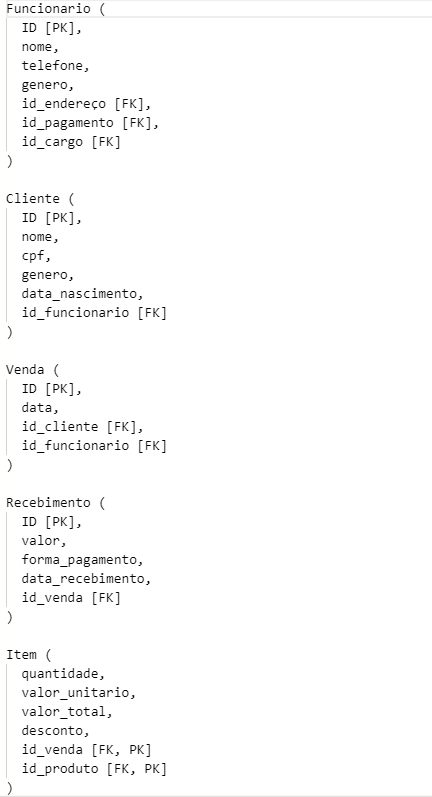 Funcionario (
ID [PK],
nome,
telefone,
genero,
id_endereço [FK],
id_pagamento [FK],
id_cargo [FK]
)
Cliente (
ID [PK],
nome,
cpf,
genero,
data_nascimento,
id_funcionario [FK]
)
Venda (
ID [PK],
data,
id_cliente [FK],
id_funcionario [FK]
)
Recebimento (
ID [PK],
valor,
forma_pagamento,
data_recebimento,
id_venda [FK]
)
Item (
quantidade,
valor_unitario,
valor_total,
desconto,
id_venda [FK, PK]
id_produto [FK, PK]
)